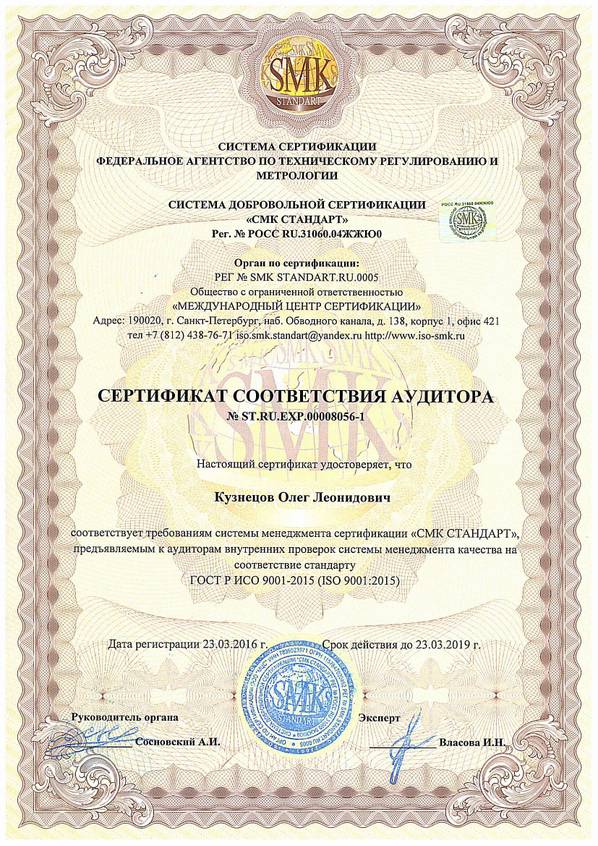 SMK
STANDART
СИСТЕМА СЕРТИФИКАЦИИ
ФЕДЕРАЛЬНОЕ АГЕНТСТВО ПО ТЕХНИЧЕСКОМУ РЕГУЛИРОВАНИЮ И
МЕТРОЛОГИИ
СИСТЕМА ДОБРОВОЛЬНОЙ СЕРТИФИКАЦИИ
«СМК СТАНДАРТ»
Рег. № РОСС RU.31060.04ЖЖЮ0
SMK
Орган по сертификации:
РЕГ № SMK STANDART.RU.0005
Общество с ограниченной ответственностью
«МЕЖДУНАРОДНЫЙ ЦЕНТР СЕРТИФИКАЦИИ»
Адрес: 190020, г. Санкт-Петербург, наб. Обводного канала, д. 138, корпус 1, офис 421
тел +7 (812) 438-76-71 iso.smk.standart@yandex.ru http://www.iso-smk.ru
СЕРТИФИКАТ СООТВЕТСТВИЯ АУДИТОРА
№ ST.RU.EXP.00008056-1
SMK
Настоящий сертификат удостоверяет, что
Кузнецов Олег Леонидович
соответствует требованиям системы менеджмента сертификации «СМК СТАНДАРТ»,
предъявляемым к аудиторам внутренних проверок системы менеджмента качества на
соответствие стандарту
ГОСТ Р ИСО 9001-2015 (ISO 9001:2015)
Дата регистрации 23.03.2016 г. Срок действия до 23.03.2019 г.
SMK
STANDART
Руководитель органа Эксперт
Сосновский А.И. Власова И.Н.